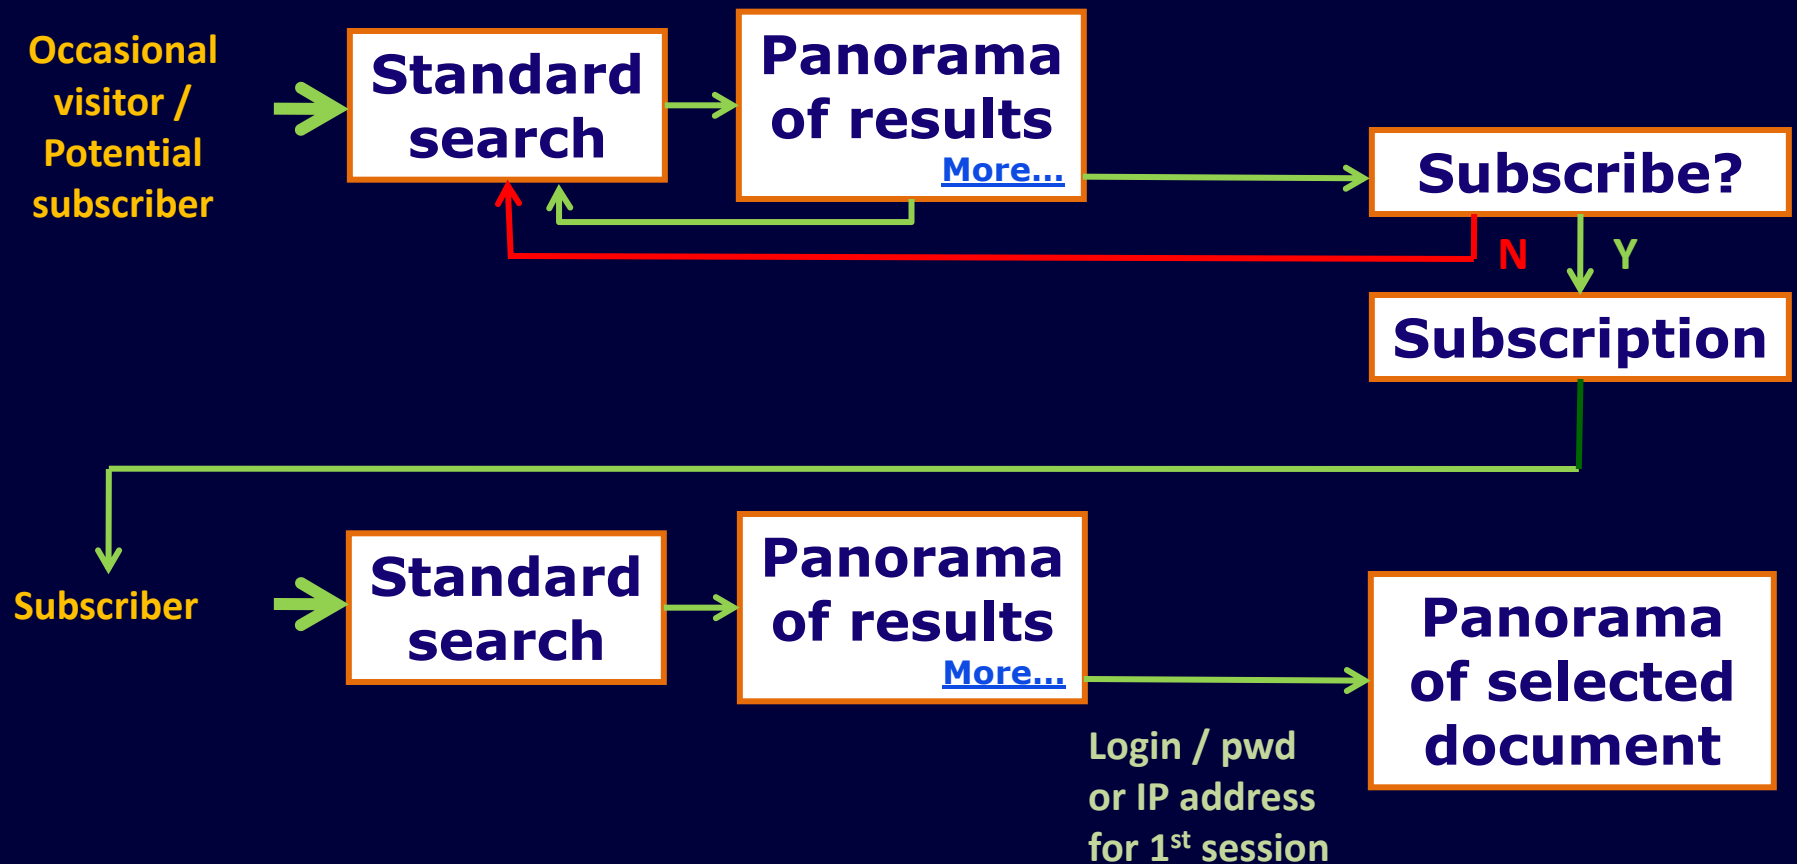 Occasional
visitor /
Potential
subscriber
Standard
search
Panorama
of results
More...
Subscribe?
N
Y
Subscription
Subscriber
Standard
search
Panorama
of results
More...
Login / pwd
or IP address
for 1st session
Panorama
of selected
document